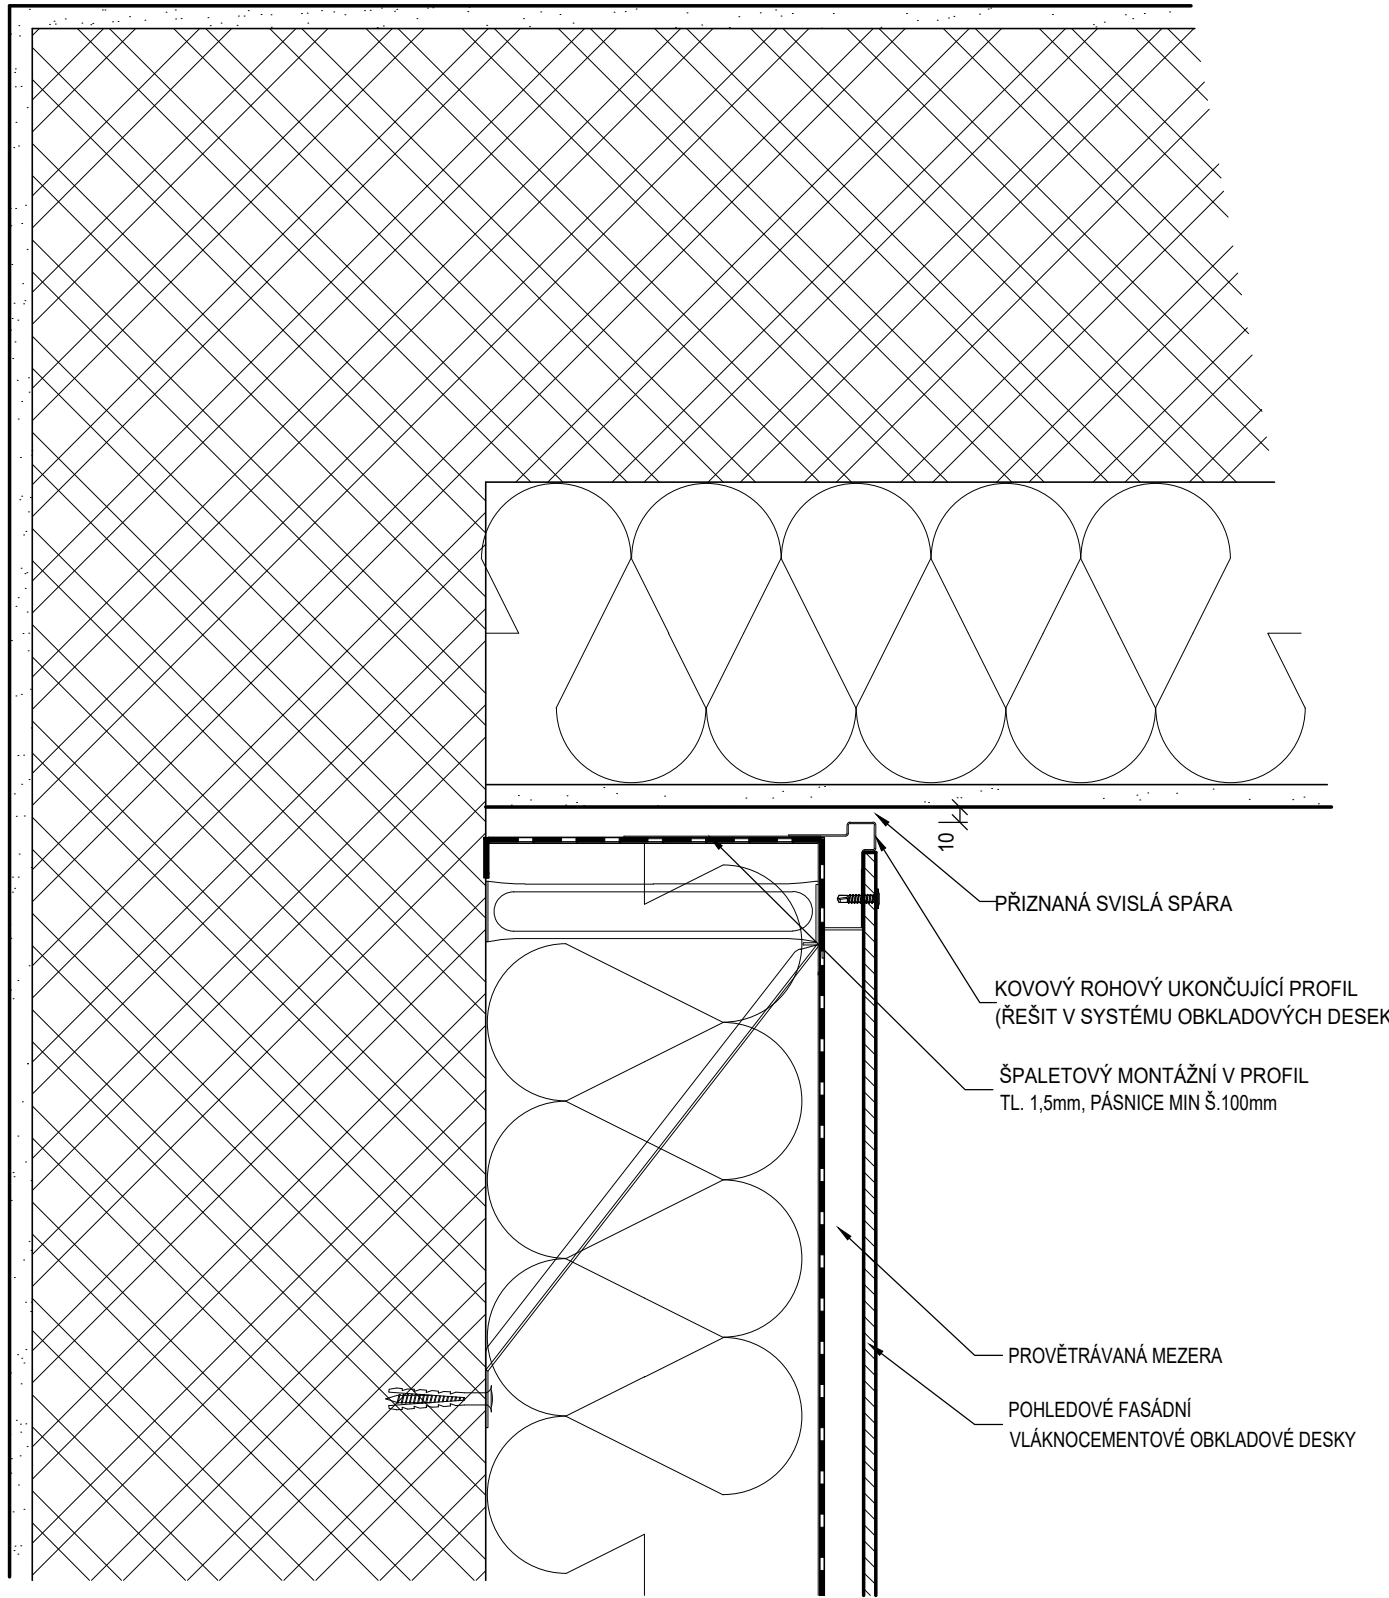 10
PŘIZNANÁ SVISLÁ SPÁRA
KOVOVÝ ROHOVÝ UKONČUJÍCÍ PROFIL
(ŘEŠIT V SYSTÉMU OBKLADOVÝCH DESEK
ŠPALETOVÝ MONTÁŽNÍ V PROFIL
TL. 1,5mm, PÁSNICE MIN Š.100mm
PROVĚTRÁVANÁ MEZERA
POHLEDOVÉ FASÁDNÍ
VLÁKNOCEMENTOVÉ OBKLADOVÉ DESKY